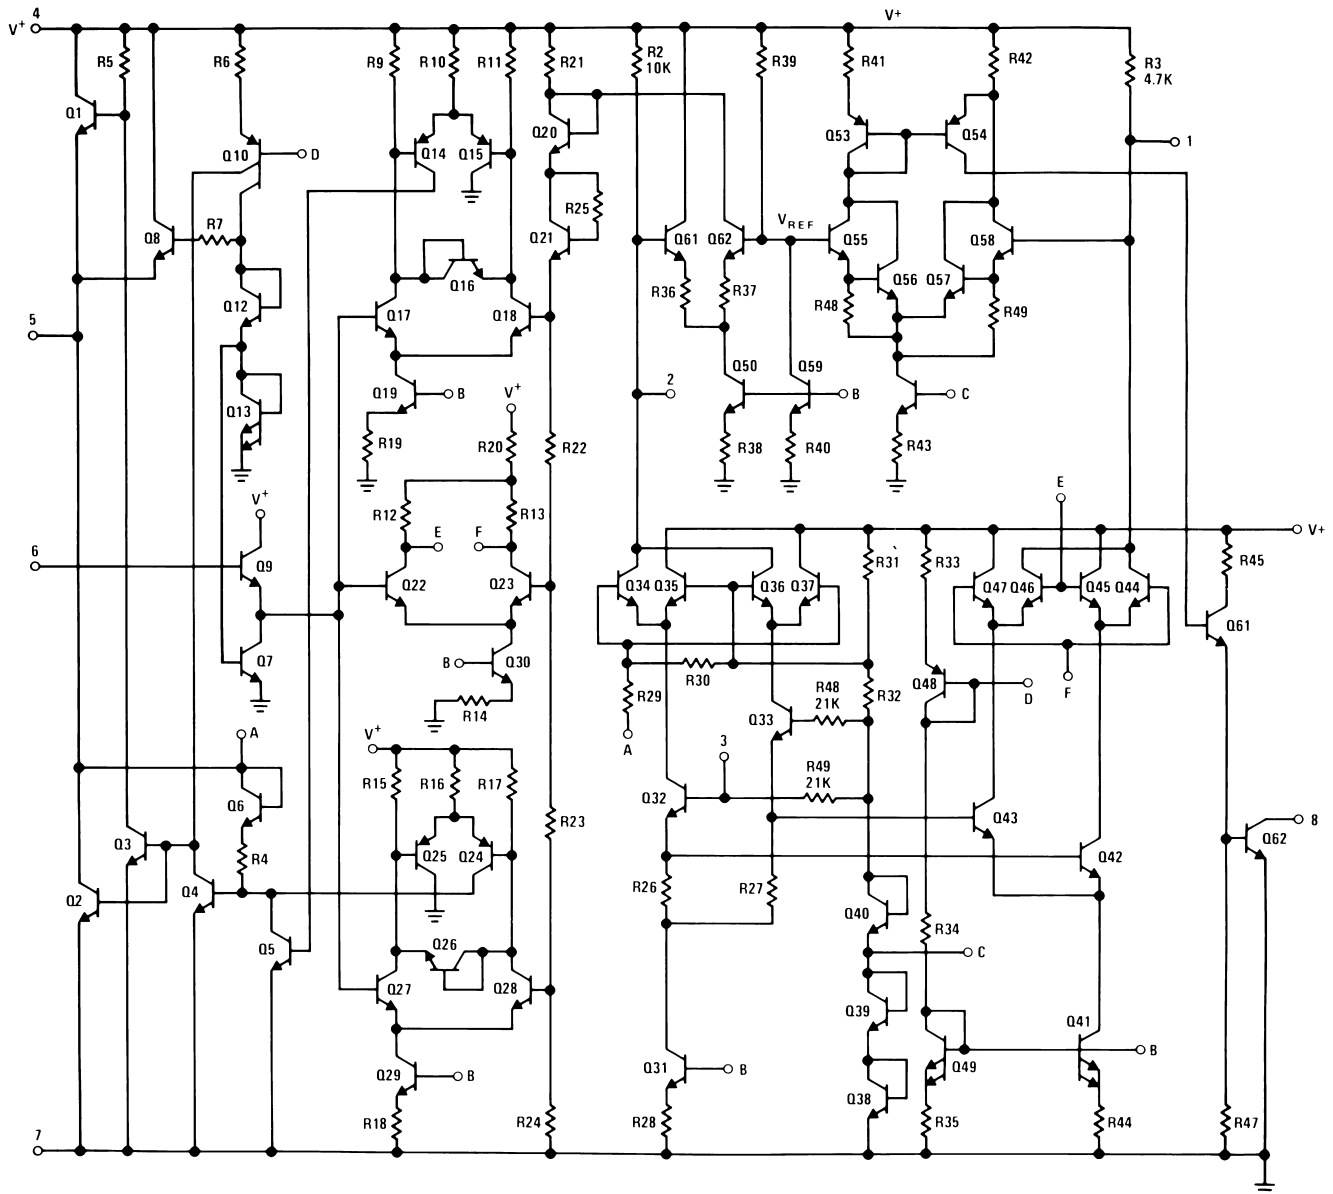 4 V+
V+ R5 R6 R9 R10 R11 R21 R2 R39 R41 R42 R3
10K 4.7K
Q1 Q10 D Q14 Q15 Q20 Q53 Q54 1
R25
Q8 R7 Q21 Q61 Q62 VREF Q55 Q58
Q16 R36 R37 Q56 Q57
Q12 Q17 Q18 R48 R49
5
Q19 B Q50 Q59
2 B C
Q13 V+
R19 R20 R22 R38 R40 R43
V+ E
R12 R13 V+
6 E F R31 R33 R45
Q9 Q22 Q23 Q34 Q35 Q36 Q37 Q47 Q46 Q45 Q44
Q61
Q7 B Q30 R30 R48 R32 Q48 D F
R14 R29 21K
A V+ A Q33
3 R49
R15 R16 R17 21K
Q6 Q32 R23 Q43 8
Q3 R4 Q25 Q24 Q62
Q2 Q4 R26 R27 Q42
Q40 R34
Q5 Q26 C
Q27 Q28 Q39
Q41
Q29 B Q31 B Q49 B
Q38
7 R18 R24 R28 R35 R44 R47